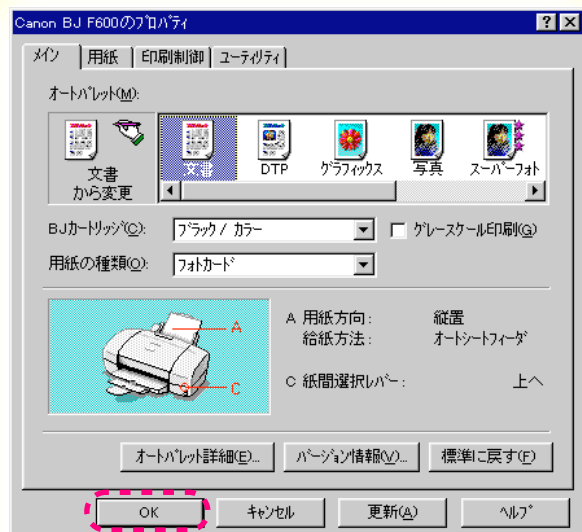 Canon BJ F600のﾌﾟﾛﾊﾟﾃｨ
ﾒｲﾝ 用紙 印刷制御 ﾕｰﾃｨﾘﾃｨ
ｵｰﾄﾊﾟﾚｯﾄ(M):
文書
から変更
文書 DTP ｸﾞﾗﾌｨｯｸｽ 写真 ｽｰﾊﾟｰﾌｫﾄ
BJｶｰﾄﾘｯｼﾞ(C): ﾌﾞﾗｯｸ / ｶﾗｰ ｸﾞﾚｰｽｹｰﾙ印刷(G)
用紙の種類(O): ﾌｫﾄｶｰﾄﾞ
A
C
A 用紙方向: 縦置
給紙方法: ｵｰﾄｼｰﾄﾌｨｰﾀﾞ
C 紙間選択ﾚﾊﾞｰ: 上へ
ｵｰﾄﾊﾟﾚｯﾄ詳細(E)... ﾊﾞｰｼﾞｮﾝ情報(V)... 標準に戻す(F)
OK ｷｬﾝｾﾙ 更新(A) ﾍﾙﾌﾟ